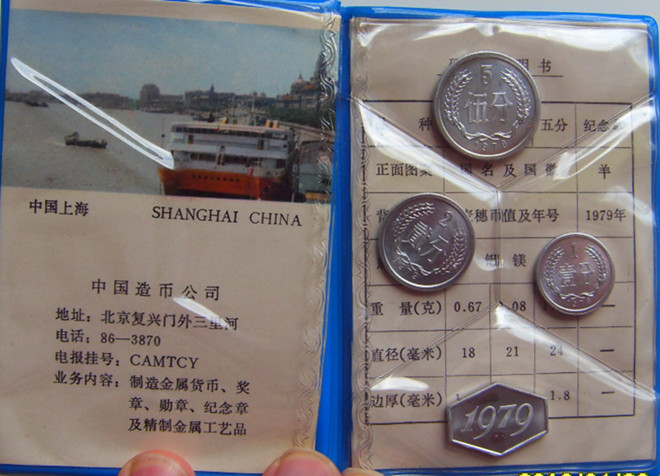 中国上海 SHANGHAI CHINA
中国造币公司
地址：北京复兴门外三里河
电话：86—3870
电报挂号：CAMTCY
业务内容：制造金属货币、奖
章、勋章、纪念章
及精制金属工艺品
明书
种 五分 纪念章
正面图案 国名及国徽 羊
麦穗币值及年号 1979年
铝 镁 —
重 量(克) 0.67 —
直径(毫米) 18 21 24 —
边厚(毫米) 1.8 —
5
伍分
1979
2
贰分
1
壹分
1979